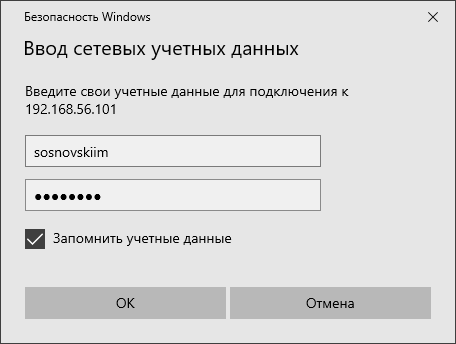 Безопасность Windows
Ввод сетевых учетных данных
Введите свои учетные данные для подключения к
192.168.56.101
sosnovskiim
●●●●●●●●
Запомнить учетные данные
ОК
Отмена